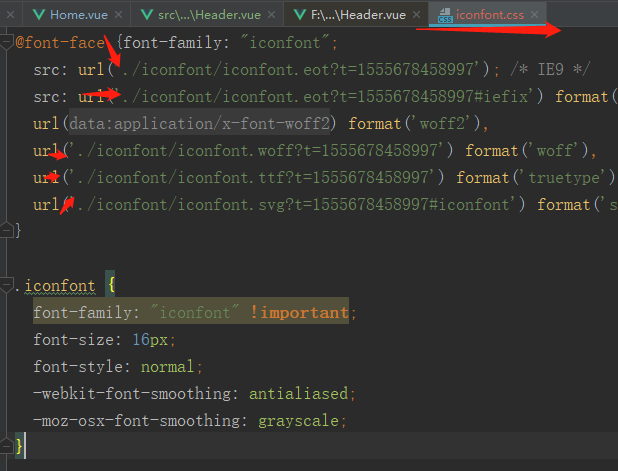 Home.vue × src\...\Header.vue × F:\...\Header.vue × CSS iconfont.css ×
@font-face {font-family: "iconfont";
src: url('./iconfont/iconfont.eot?t=1555678458997'); /* IE9 */
src: url('./iconfont/iconfont.eot?t=1555678458997#iefix') format(
url(data:application/x-font-woff2) format('woff2'),
url('./iconfont/iconfont.woff?t=1555678458997') format('woff'),
url('./iconfont/iconfont.ttf?t=1555678458997') format('truetype')
url('./iconfont/iconfont.svg?t=1555678458997#iconfont') format('s
}
.iconfont {
font-family: "iconfont" !important;
font-size: 16px;
font-style: normal;
-webkit-font-smoothing: antialiased;
-moz-osx-font-smoothing: grayscale;
}